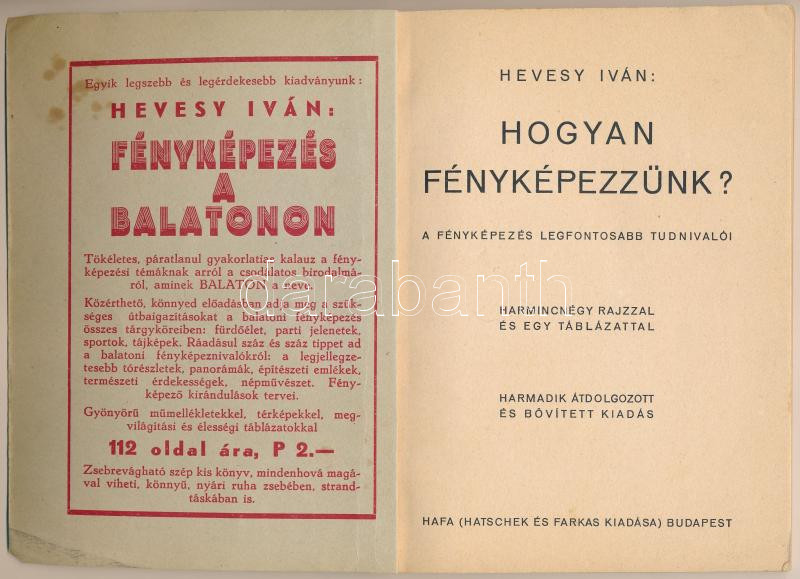 Egyik legszebb és legérdekesebb kiadványunk:
HEVESY IVÁN:
FÉNYKÉPEZÉS
A
BALATONON
Tökéletes, páratlanul gyakorlatias kalauz a fény-
képezési témáknak arról a csodálatos birodalmá-
ról, aminek BALATON a neve.
Közérthető, könnyed előadásban adja meg a szük-
séges útbaigazításokat a balatoni fényképezés
összes tárgyköreiben: fürdőélet, parti jelenetek,
sportok, tájképek. Ráadásul száz és száz tippet ad
a balatoni fényképeznivalókról: a legjellegze-
tesebb tórészletek, panorámák, építészeti emlékek,
természeti érdekességek, népművészet. Fény-
képező kirándulások tervei.
Gyönyörű műmellékletekkel, térképekkel, meg-
világítási és élességi táblázatokkal
112 oldal ára, P 2.—
Zsebrevágható szép kis könyv, mindenhová magá-
val viheti, könnyű, nyári ruha zsebében, strand-
táskában is.
HEVESY IVÁN:
HOGYAN
FÉNYKÉPEZZÜNK?
A FÉNYKÉPEZÉS LEGFONTOSABB TUDNIVALÓI
HARMINCNÉGY RAJZZAL
ÉS EGY TÁBLÁZATTAL
HARMADIK ÁTDOLGOZOTT
ÉS BŐVÍTETT KIADÁS
HAFA (HATSCHEK ÉS FARKAS KIADÁSA) BUDAPEST
darabanth